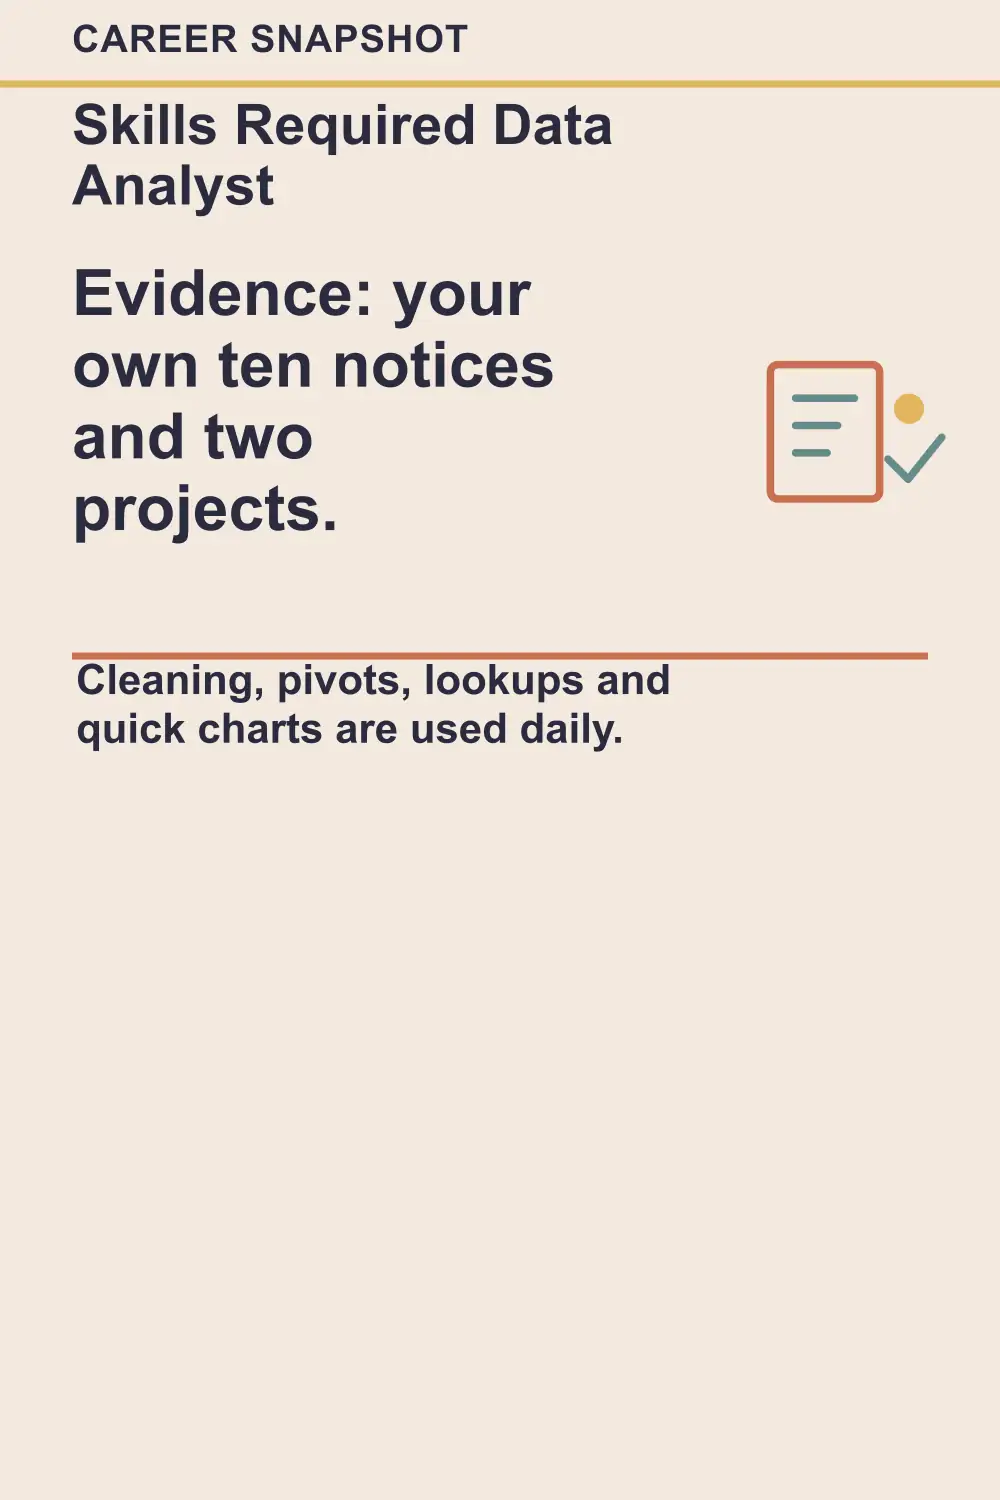 CAREER SNAPSHOT
Skills Required Data
Analyst
Evidence: your
own ten notices
and two
projects.
Cleaning, pivots, lookups and
quick charts are used daily.